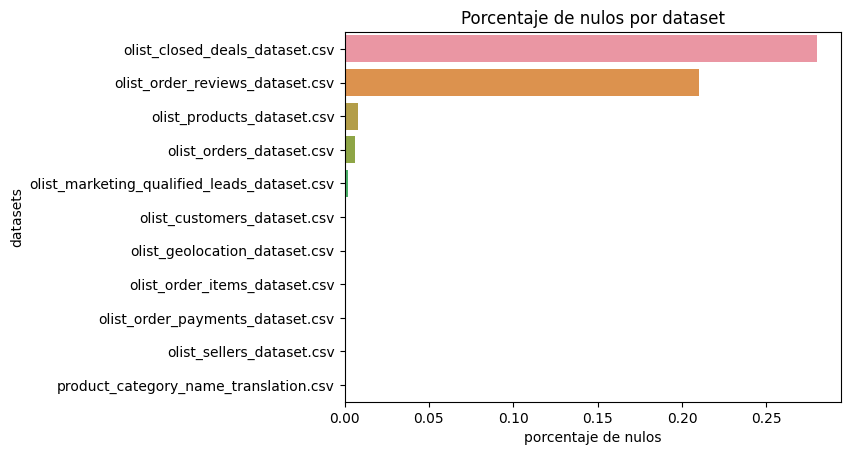 Porcentaje de nulos por dataset
datasets
olist_closed_deals_dataset.csv
olist_order_reviews_dataset.csv
olist_products_dataset.csv
olist_orders_dataset.csv
olist_marketing_qualified_leads_dataset.csv
olist_customers_dataset.csv
olist_geolocation_dataset.csv
olist_order_items_dataset.csv
olist_order_payments_dataset.csv
olist_sellers_dataset.csv
product_category_name_translation.csv
0.00 0.05 0.10 0.15 0.20 0.25
porcentaje de nulos